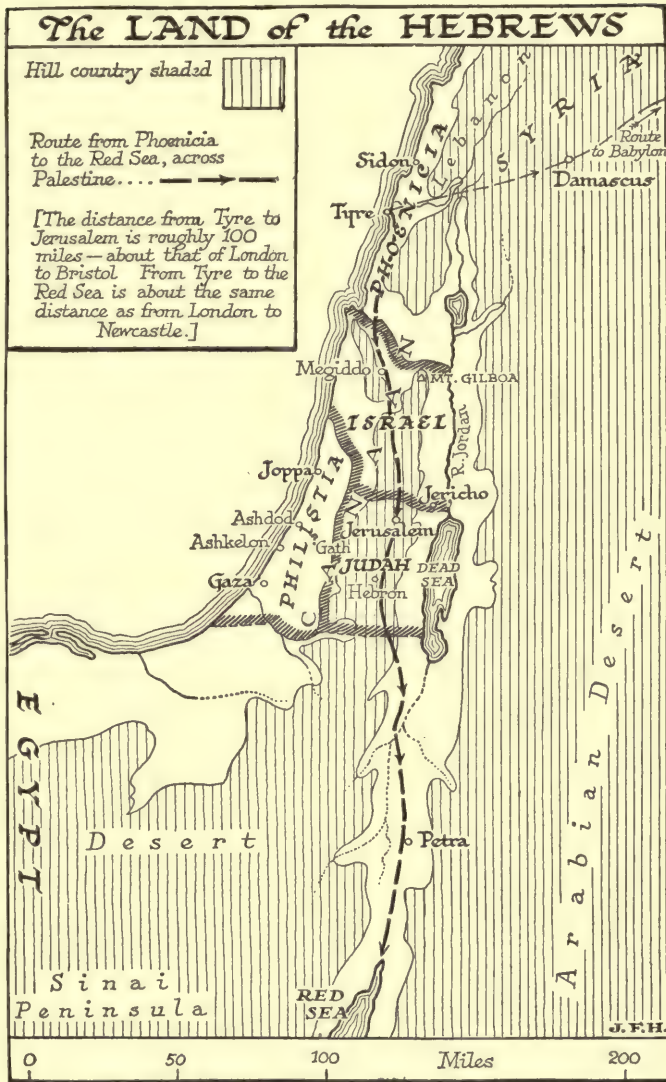 The LAND of the HEBREWS
Hill country shaded
Route from Phoenicia
to the Red Sea, across
Palestine....
[The distance from Tyre to
Jerusalem is roughly 100
miles — about that of London
to Bristol From Tyre to the
Red Sea is about the same
distance as from London to
Newcastle.]
Lebanon
SYRIA
Route
to Babylon
Sidon
Damascus
Tyre
PHOENICIA
Megiddo
MT. GILBOA
CANAAN
ISRAEL
R. Jordan
Joppa
PHILISTIA
Jericho
Ashdod
Jerusalem
Ashkelon
Gath
JUDAH
DEAD
SEA
Gaza
Hebron
EGYPT
Desert
Petra
Arabian Desert
Sinai
Peninsula
RED
SEA
J.F.H.
0 50 100 Miles 200